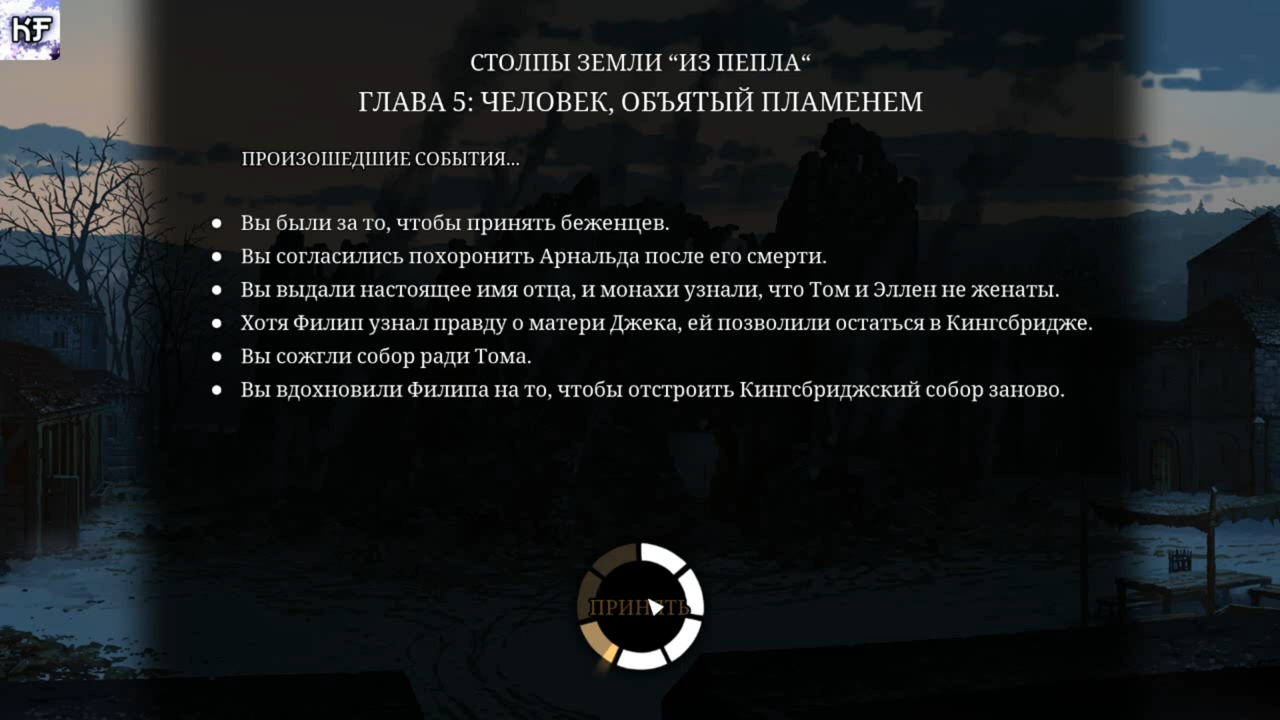 KF
СТОЛПЫ ЗЕМЛИ “ИЗ ПЕПЛА“
ГЛАВА 5: ЧЕЛОВЕК, ОБЪЯТЫЙ ПЛАМЕНЕМ
ПРОИЗОШЕДШИЕ СОБЫТИЯ...
● Вы были за то, чтобы принять беженцев.
● Вы согласились похоронить Арнальда после его смерти.
● Вы выдали настоящее имя отца, и монахи узнали, что Том и Эллен не женаты.
● Хотя Филип узнал правду о матери Джека, ей позволили остаться в Кингсбридже.
● Вы сожгли собор ради Тома.
● Вы вдохновили Филипа на то, чтобы отстроить Кингсбриджский собор заново.
ПРИНЯТЬ